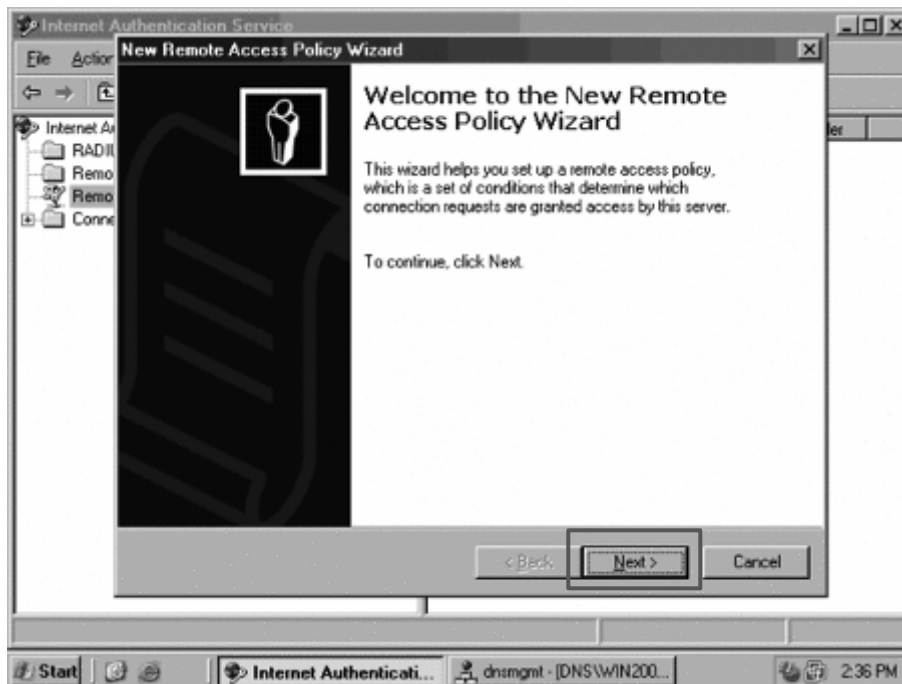 Internet Authentication Service
File Action
New Remote Access Policy Wizard
Internet Au
RADIU
Remo
Remo
Conne
Welcome to the New Remote
Access Policy Wizard
This wizard helps you set up a remote access policy,
which is a set of conditions that determine which
connection requests are granted access by this server.
To continue, click Next.
< Back
Next >
Cancel
Start
Internet Authenticati...
dnsmgmt - [DNS\WIN200...
2:36 PM